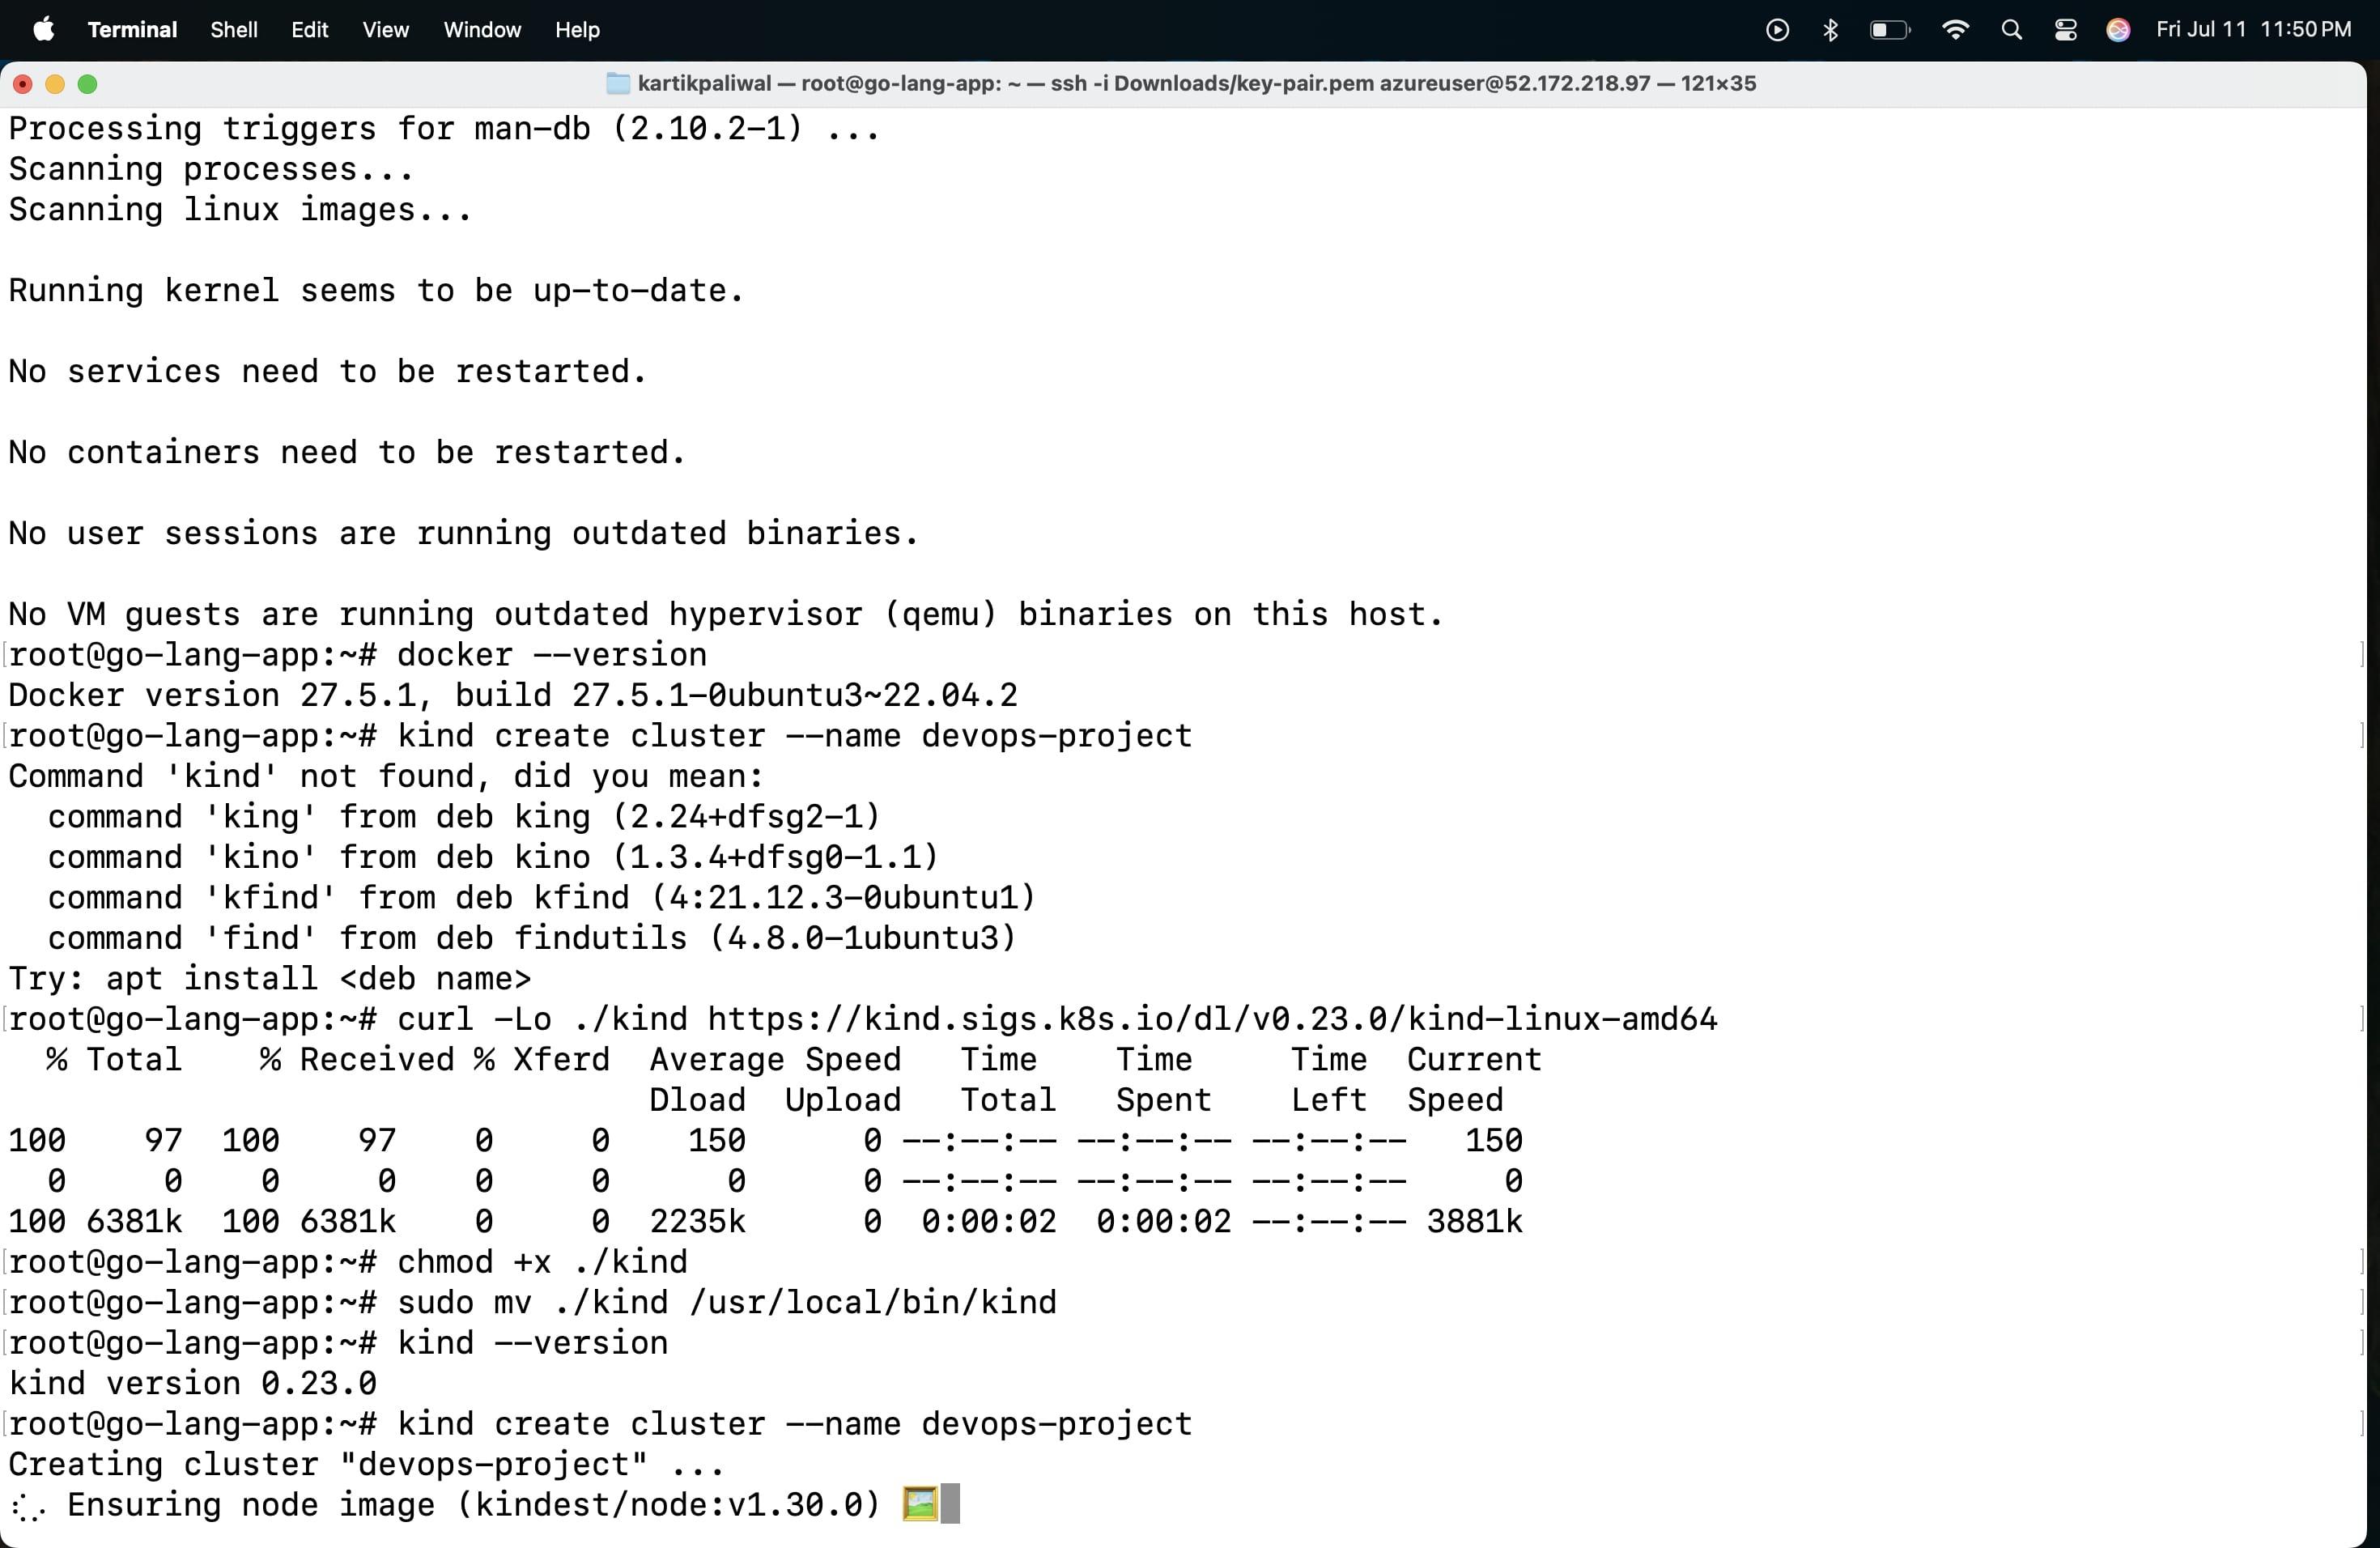 Terminal Shell Edit View Window Help Fri Jul 11 11:50 PM
kartikpaliwal — root@go-lang-app: ~ — ssh -i Downloads/key-pair.pem azureuser@52.172.218.97 — 121×35
Processing triggers for man-db (2.10.2-1) ...
Scanning processes...
Scanning linux images...
Running kernel seems to be up-to-date.
No services need to be restarted.
No containers need to be restarted.
No user sessions are running outdated binaries.
No VM guests are running outdated hypervisor (qemu) binaries on this host.
[root@go-lang-app:~# docker --version ]
Docker version 27.5.1, build 27.5.1-0ubuntu3~22.04.2
[root@go-lang-app:~# kind create cluster --name devops-project ]
Command 'kind' not found, did you mean:
  command 'king' from deb king (2.24+dfsg2-1)
  command 'kino' from deb kino (1.3.4+dfsg0-1.1)
  command 'kfind' from deb kfind (4:21.12.3-0ubuntu1)
  command 'find' from deb findutils (4.8.0-1ubuntu3)
Try: apt install <deb name>
[root@go-lang-app:~# curl -Lo ./kind https://kind.sigs.k8s.io/dl/v0.23.0/kind-linux-amd64 ]
  % Total    % Received % Xferd  Average Speed   Time    Time     Time  Current
                                 Dload  Upload   Total   Spent    Left  Speed
100    97  100    97    0     0    150      0 --:--:-- --:--:-- --:--:--   150
  0     0    0     0    0     0      0      0 --:--:-- --:--:-- --:--:--     0
100 6381k  100 6381k    0     0  2235k      0  0:00:02  0:00:02 --:--:-- 3881k
[root@go-lang-app:~# chmod +x ./kind ]
[root@go-lang-app:~# sudo mv ./kind /usr/local/bin/kind ]
[root@go-lang-app:~# kind --version ]
kind version 0.23.0
[root@go-lang-app:~# kind create cluster --name devops-project ]
Creating cluster "devops-project" ...
Ensuring node image (kindest/node:v1.30.0) 🖼